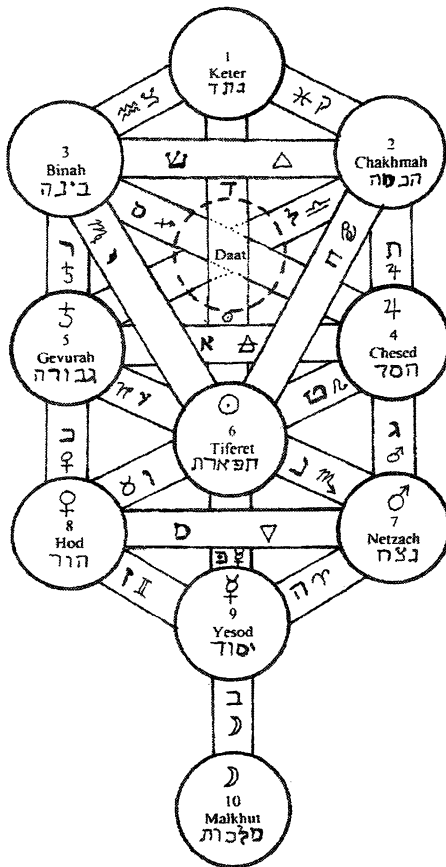 1
Keter
כתר
♒ צ
♓ ק
3
Binah
בינה
ש △
2
Chakhmah
חכמה
ד
ס ♐
ל ♎
♍ י
ח ♋
Daat
☉
ר
♄
ת
♃
♄
5
Gevurah
גבורה
א 🜁
♃
4
Chesed
חסד
♑ ע
ט ♌
☉
6
Tiferet
תפארת
כ
♀
ג
♂
♉ ו
נ ♏
♀
8
Hod
הוד
▽
♂
7
Netzach
נצח
פ ☿
ז ♊
ה ♈
☿
9
Yesod
יסוד
ב
☽
☽
10
Malkhut
מלכות